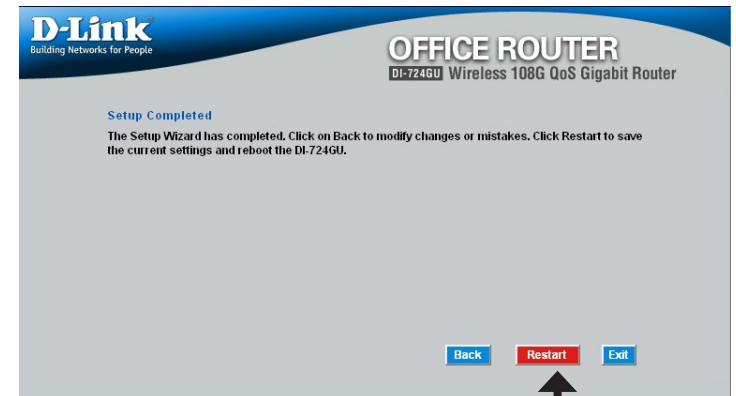 D-Link
Building Networks for People
OFFICE ROUTER
DI-724GU Wireless 108G QoS Gigabit Router
Setup Completed
The Setup Wizard has completed. Click on Back to modify changes or mistakes. Click Restart to save
the current settings and reboot the DI-724GU.
Back Restart Exit